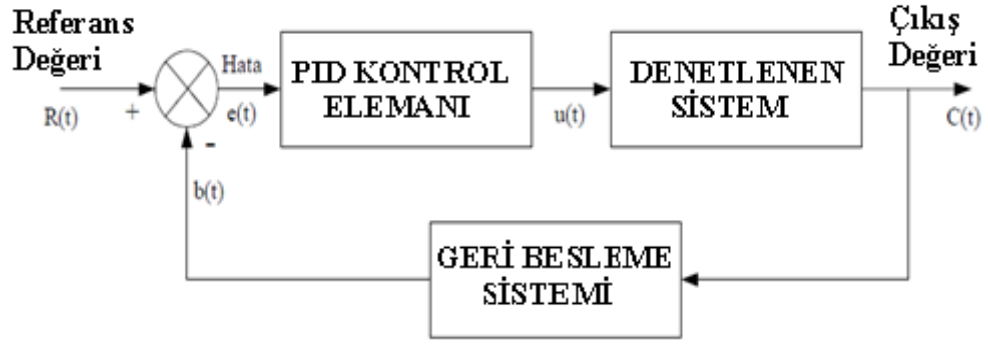 Referans
Değeri
R(t)
+
-
Hata
e(t)
PID KONTROL
ELEMANI
u(t)
DENETLENEN
SİSTEM
Çıkış
Değeri
C(t)
b(t)
GERİ BESLEME
SİSTEMİ